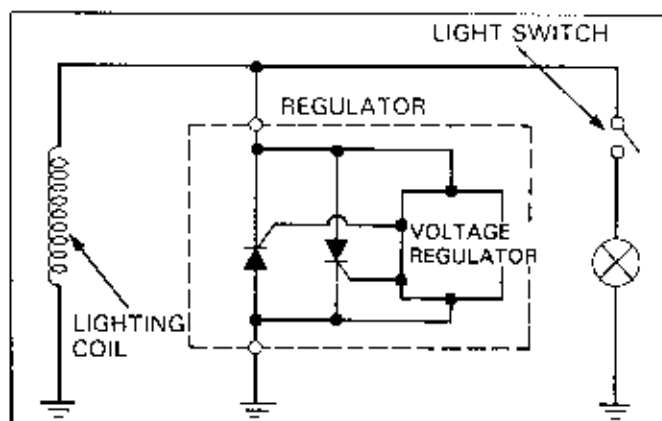 LIGHT SWITCH
REGULATOR
VOLTAGE
REGULATOR
LIGHTING
COIL